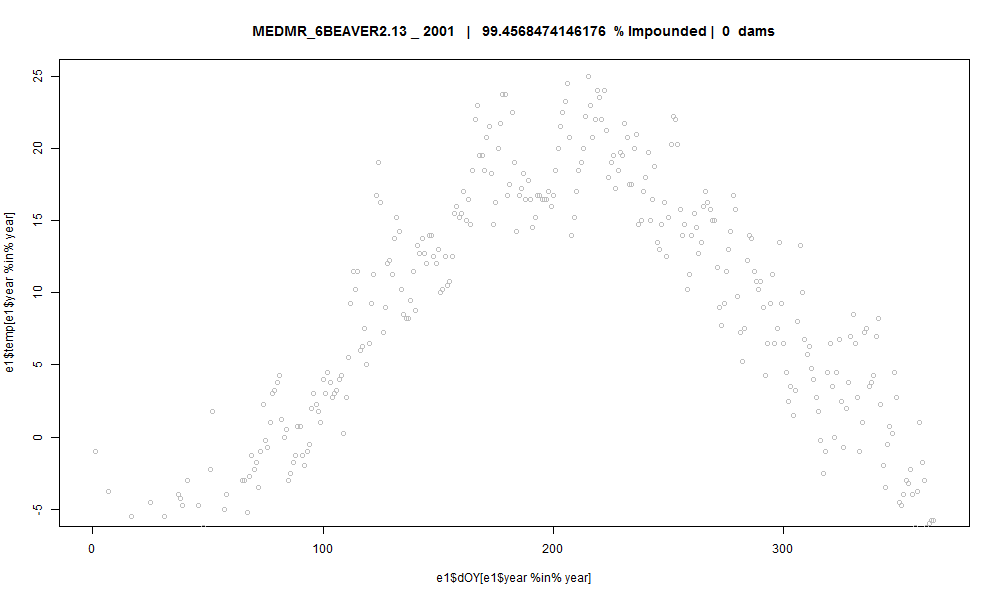 MEDMR_6BEAVER2.13 _ 2001 | 99.4568474146176 % Impounded | 0 dams
e1$temp[e1$year %in% year]
25
20
15
10
5
0
-5
0 100 200 300
e1$dOY[e1$year %in% year]